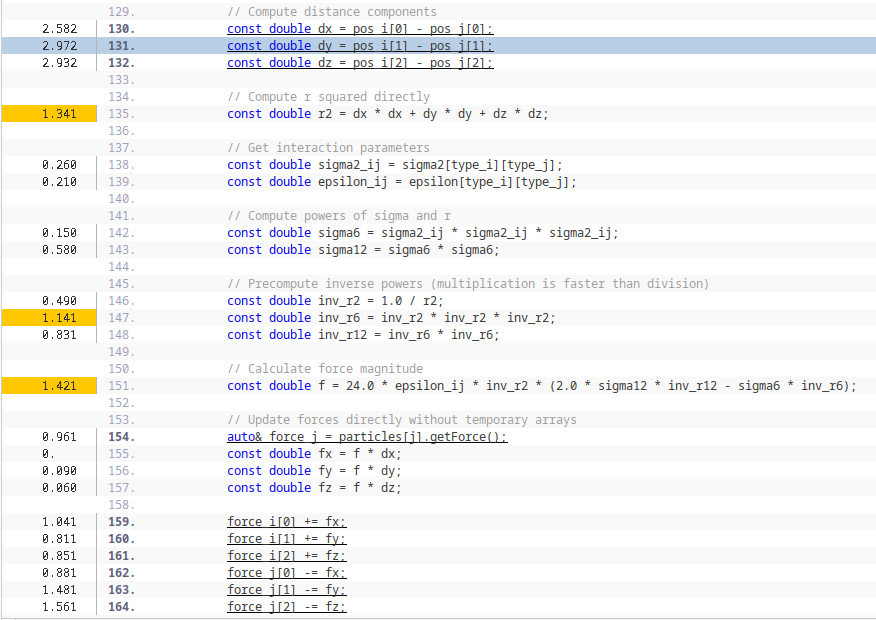 129. // Compute distance components
2.582 130. const double dx = pos_i[0] - pos_j[0];
2.972 131. const double dy = pos_i[1] - pos_j[1];
2.932 132. const double dz = pos_i[2] - pos_j[2];
133.
134. // Compute r squared directly
1.341 135. const double r2 = dx * dx + dy * dy + dz * dz;
136.
137. // Get interaction parameters
0.260 138. const double sigma2_ij = sigma2[type_i][type_j];
0.210 139. const double epsilon_ij = epsilon[type_i][type_j];
140.
141. // Compute powers of sigma and r
0.150 142. const double sigma6 = sigma2_ij * sigma2_ij * sigma2_ij;
0.580 143. const double sigma12 = sigma6 * sigma6;
144.
145. // Precompute inverse powers (multiplication is faster than division)
0.490 146. const double inv_r2 = 1.0 / r2;
1.141 147. const double inv_r6 = inv_r2 * inv_r2 * inv_r2;
0.831 148. const double inv_r12 = inv_r6 * inv_r6;
149.
150. // Calculate force magnitude
1.421 151. const double f = 24.0 * epsilon_ij * inv_r2 * (2.0 * sigma12 * inv_r12 - sigma6 * inv_r6);
152.
153. // Update forces directly without temporary arrays
0.961 154. auto& force_j = particles[j].getForce();
0. 155. const double fx = f * dx;
0.090 156. const double fy = f * dy;
0.060 157. const double fz = f * dz;
158.
1.041 159. force_i[0] += fx;
0.811 160. force_i[1] += fy;
0.851 161. force_i[2] += fz;
0.881 162. force_j[0] -= fx;
1.481 163. force_j[1] -= fy;
1.561 164. force_j[2] -= fz;